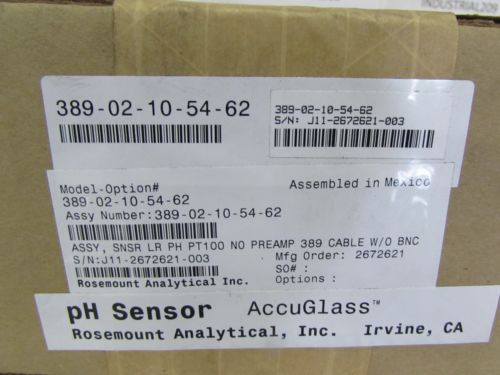 INDUSTRIAL209
389-02-10-54-62
389-02-10-54-62
S/N: J11-2672621-003
Model-Option#
Assembled in Mexico
389-02-10-54-62
Assy Number:389-02-10-54-62
ASSY, SNSR LR PH PT100 NO PREAMP 389 CABLE W/O BNC
S/N:J11-2672621-003
Mfg Order: 2672621
SO# :
Rosemount Analytical Inc.
Options :
pH Sensor AccuGlass™
Rosemount Analytical, Inc. Irvine, CA